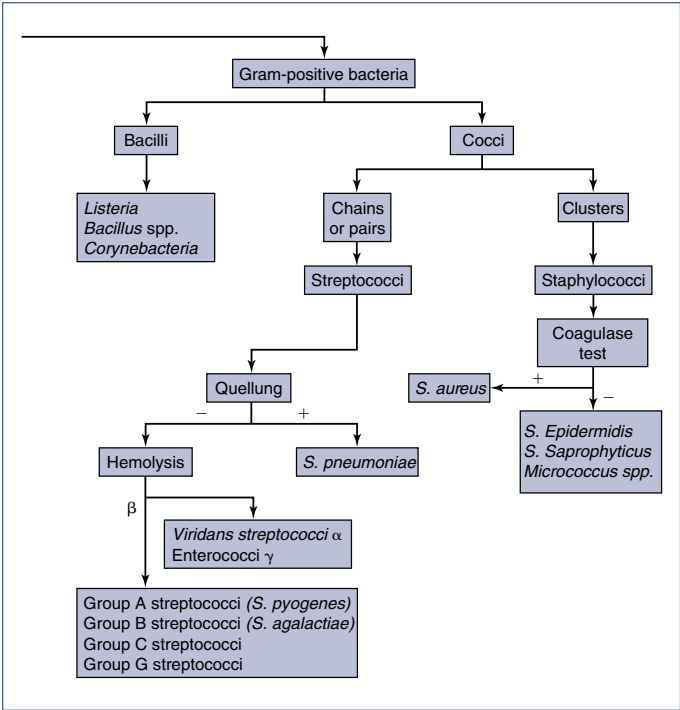 Gram-positive bacteria
Bacilli
Cocci
Listeria
Bacillus spp.
Corynebacteria
Chains
or pairs
Clusters
Streptococci
Staphylococci
Coagulase
test
Quellung
S. aureus
+
−
−
+
S. Epidermidis
S. Saprophyticus
Micrococcus spp.
Hemolysis
S. pneumoniae
β
Viridans streptococci α
Enterococci γ
Group A streptococci (S. pyogenes)
Group B streptococci (S. agalactiae)
Group C streptococci
Group G streptococci